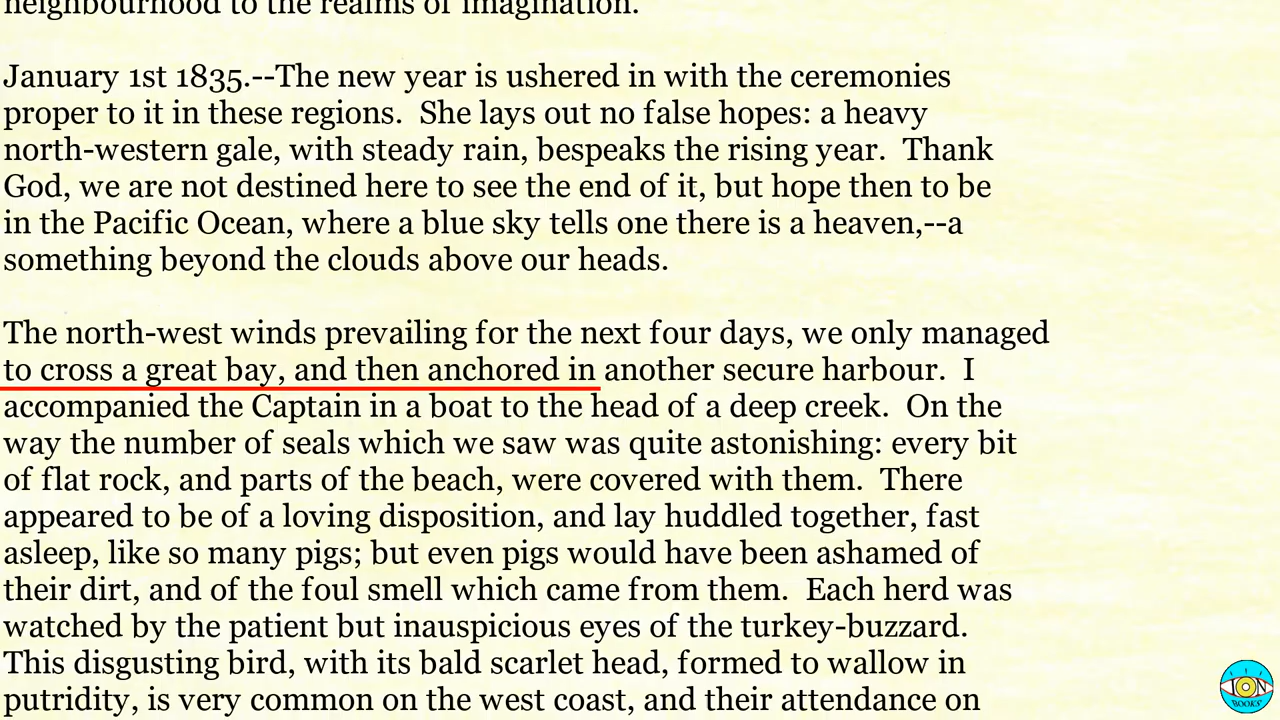 neighbourhood to the realms of imagination.
January 1st 1835.--The new year is ushered in with the ceremonies
proper to it in these regions.  She lays out no false hopes: a heavy
north-western gale, with steady rain, bespeaks the rising year.  Thank
God, we are not destined here to see the end of it, but hope then to be
in the Pacific Ocean, where a blue sky tells one there is a heaven,--a
something beyond the clouds above our heads.
The north-west winds prevailing for the next four days, we only managed
to cross a great bay, and then anchored in another secure harbour.  I
accompanied the Captain in a boat to the head of a deep creek.  On the
way the number of seals which we saw was quite astonishing: every bit
of flat rock, and parts of the beach, were covered with them.  There
appeared to be of a loving disposition, and lay huddled together, fast
asleep, like so many pigs; but even pigs would have been ashamed of
their dirt, and of the foul smell which came from them.  Each herd was
watched by the patient but inauspicious eyes of the turkey-buzzard.
This disgusting bird, with its bald scarlet head, formed to wallow in
putridity, is very common on the west coast, and their attendance on
ION
BOOKS